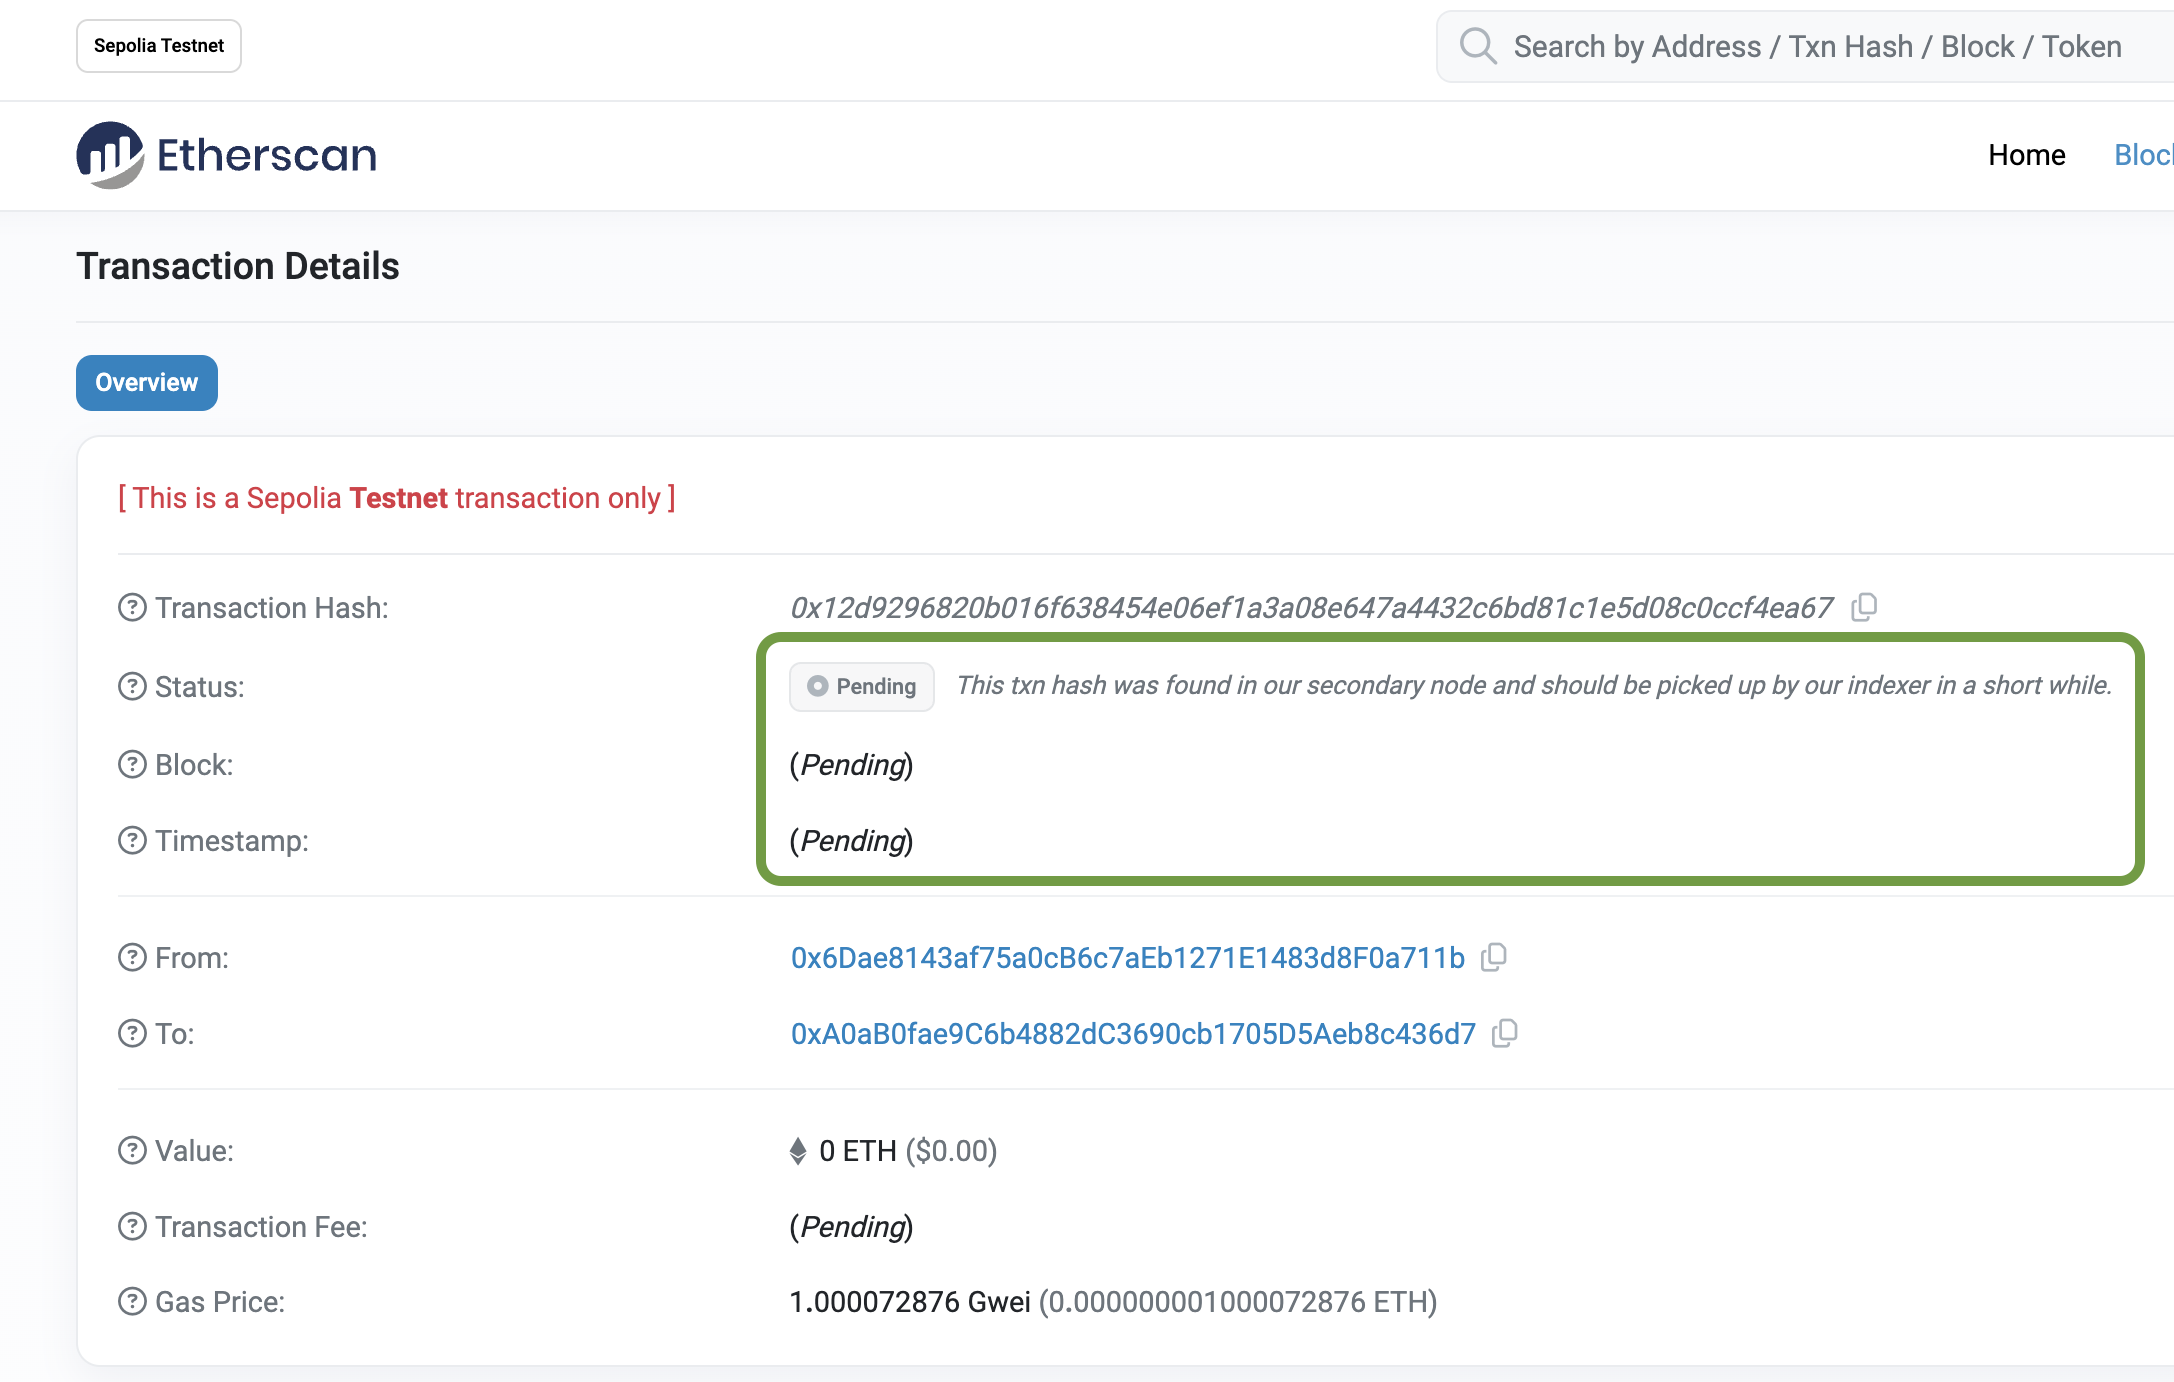 Sepolia Testnet
Search by Address / Txn Hash / Block / Token
Etherscan
Home
Transaction Details
Overview
[ This is a Sepolia Testnet transaction only ]
Transaction Hash: 0x12d9296820b016f638454e06ef1a3a08e647a4432c6bd81c1e5d08c0ccf4ea67
Status: Pending This txn hash was found in our secondary node and should be picked up by our indexer in a short while.
Block: (Pending)
Timestamp: (Pending)
From: 0x6Dae8143af75a0cB6c7aEb1271E1483d8F0a711b
To: 0xA0aB0fae9C6b4882dC3690cb1705D5Aeb8c436d7
Value: 0 ETH ($0.00)
Transaction Fee: (Pending)
Gas Price: 1.000072876 Gwei (0.000000001000072876 ETH)